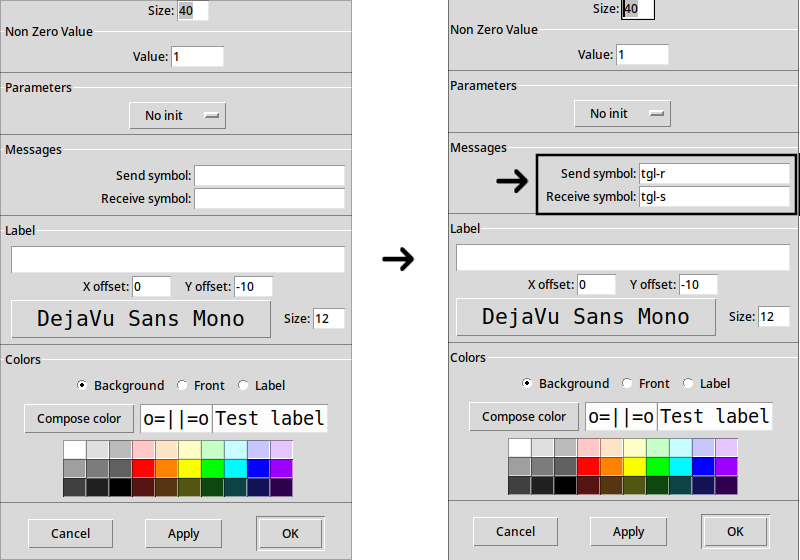 Size: 40
Non Zero Value
Value: 1
Parameters
No init
Messages
Send symbol:
Receive symbol:
Label
X offset: 0 Y offset: -10
DejaVu Sans Mono Size: 12
Colors
Background Front Label
Compose color o=||=o Test label
Cancel Apply OK
Size: 40
Non Zero Value
Value: 1
Parameters
No init
Messages
Send symbol: tgl-r
Receive symbol: tgl-s
Label
X offset: 0 Y offset: -10
DejaVu Sans Mono Size: 12
Colors
Background Front Label
Compose color o=||=o Test label
Cancel Apply OK